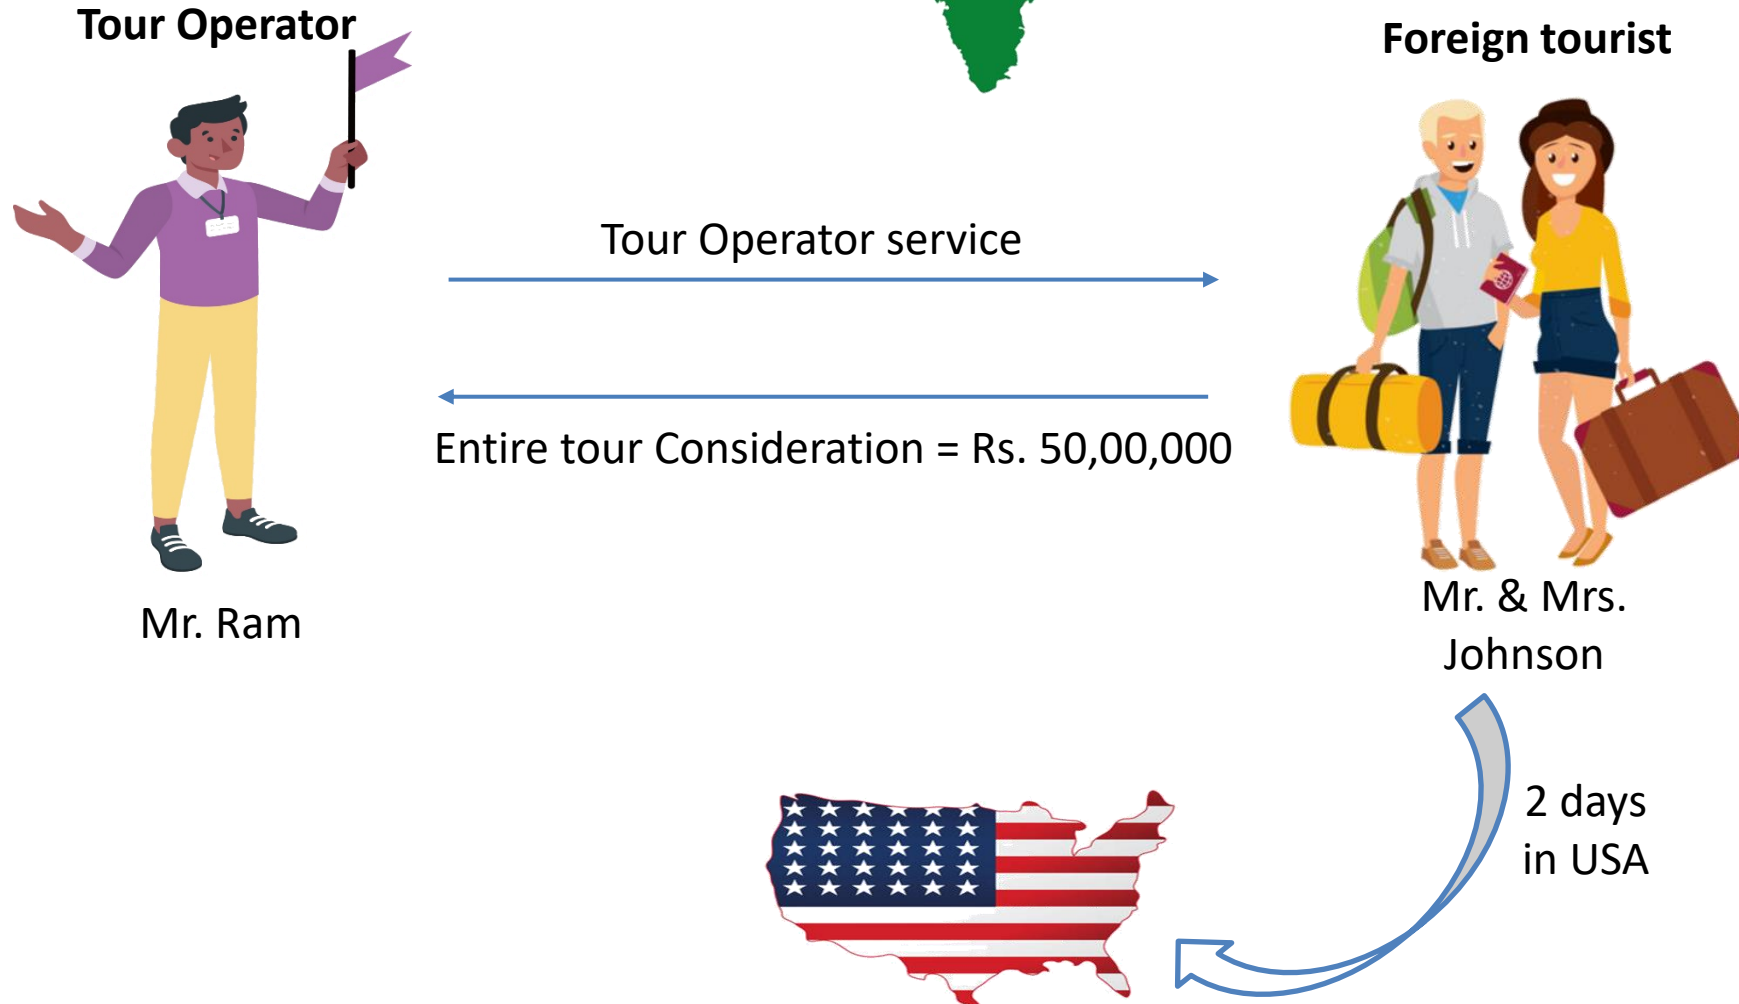 Tour Operator
Foreign tourist
Tour Operator service
Entire tour Consideration = Rs. 50,00,000
Mr. Ram
Mr. & Mrs.
Johnson
2 days
in USA